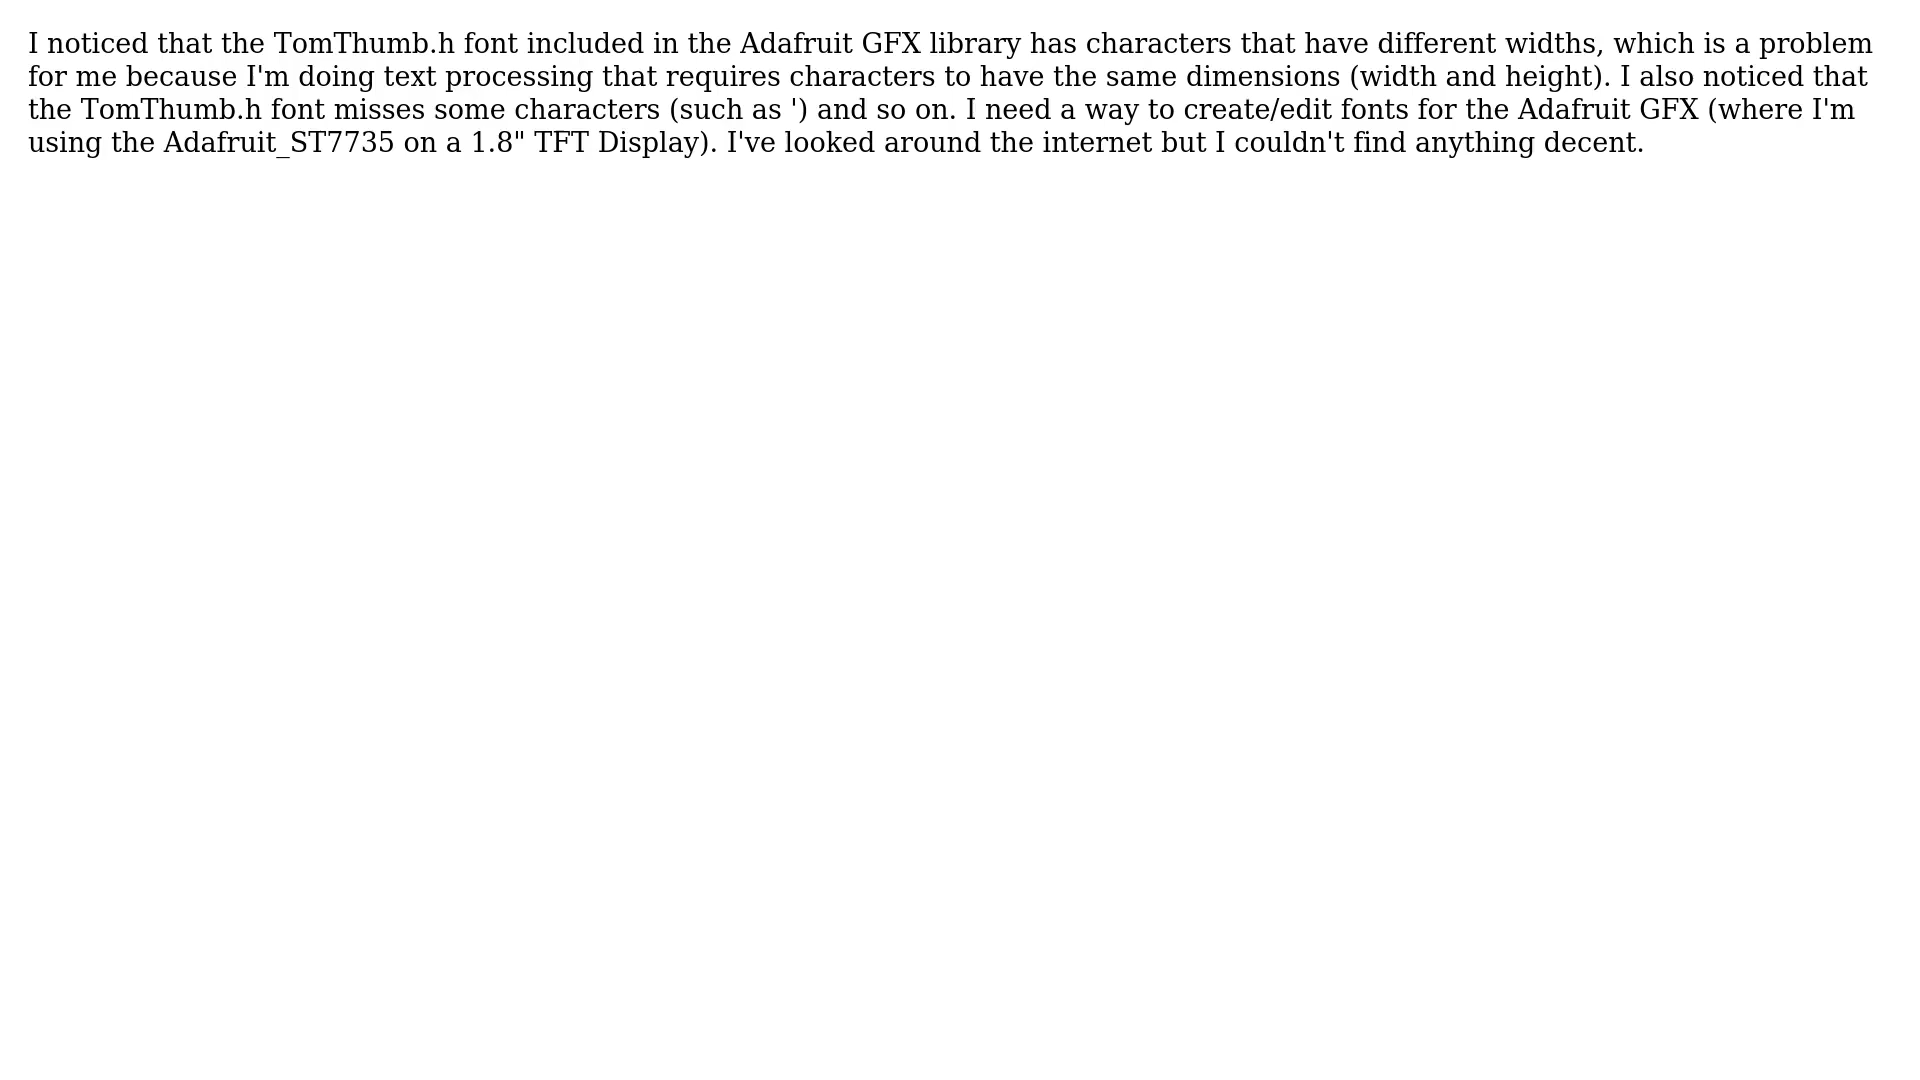 I noticed that the TomThumb.h font included in the Adafruit GFX library has characters that have different widths, which is a problem
for me because I'm doing text processing that requires characters to have the same dimensions (width and height). I also noticed that
the TomThumb.h font misses some characters (such as ') and so on. I need a way to create/edit fonts for the Adafruit GFX (where I'm
using the Adafruit_ST7735 on a 1.8" TFT Display). I've looked around the internet but I couldn't find anything decent.